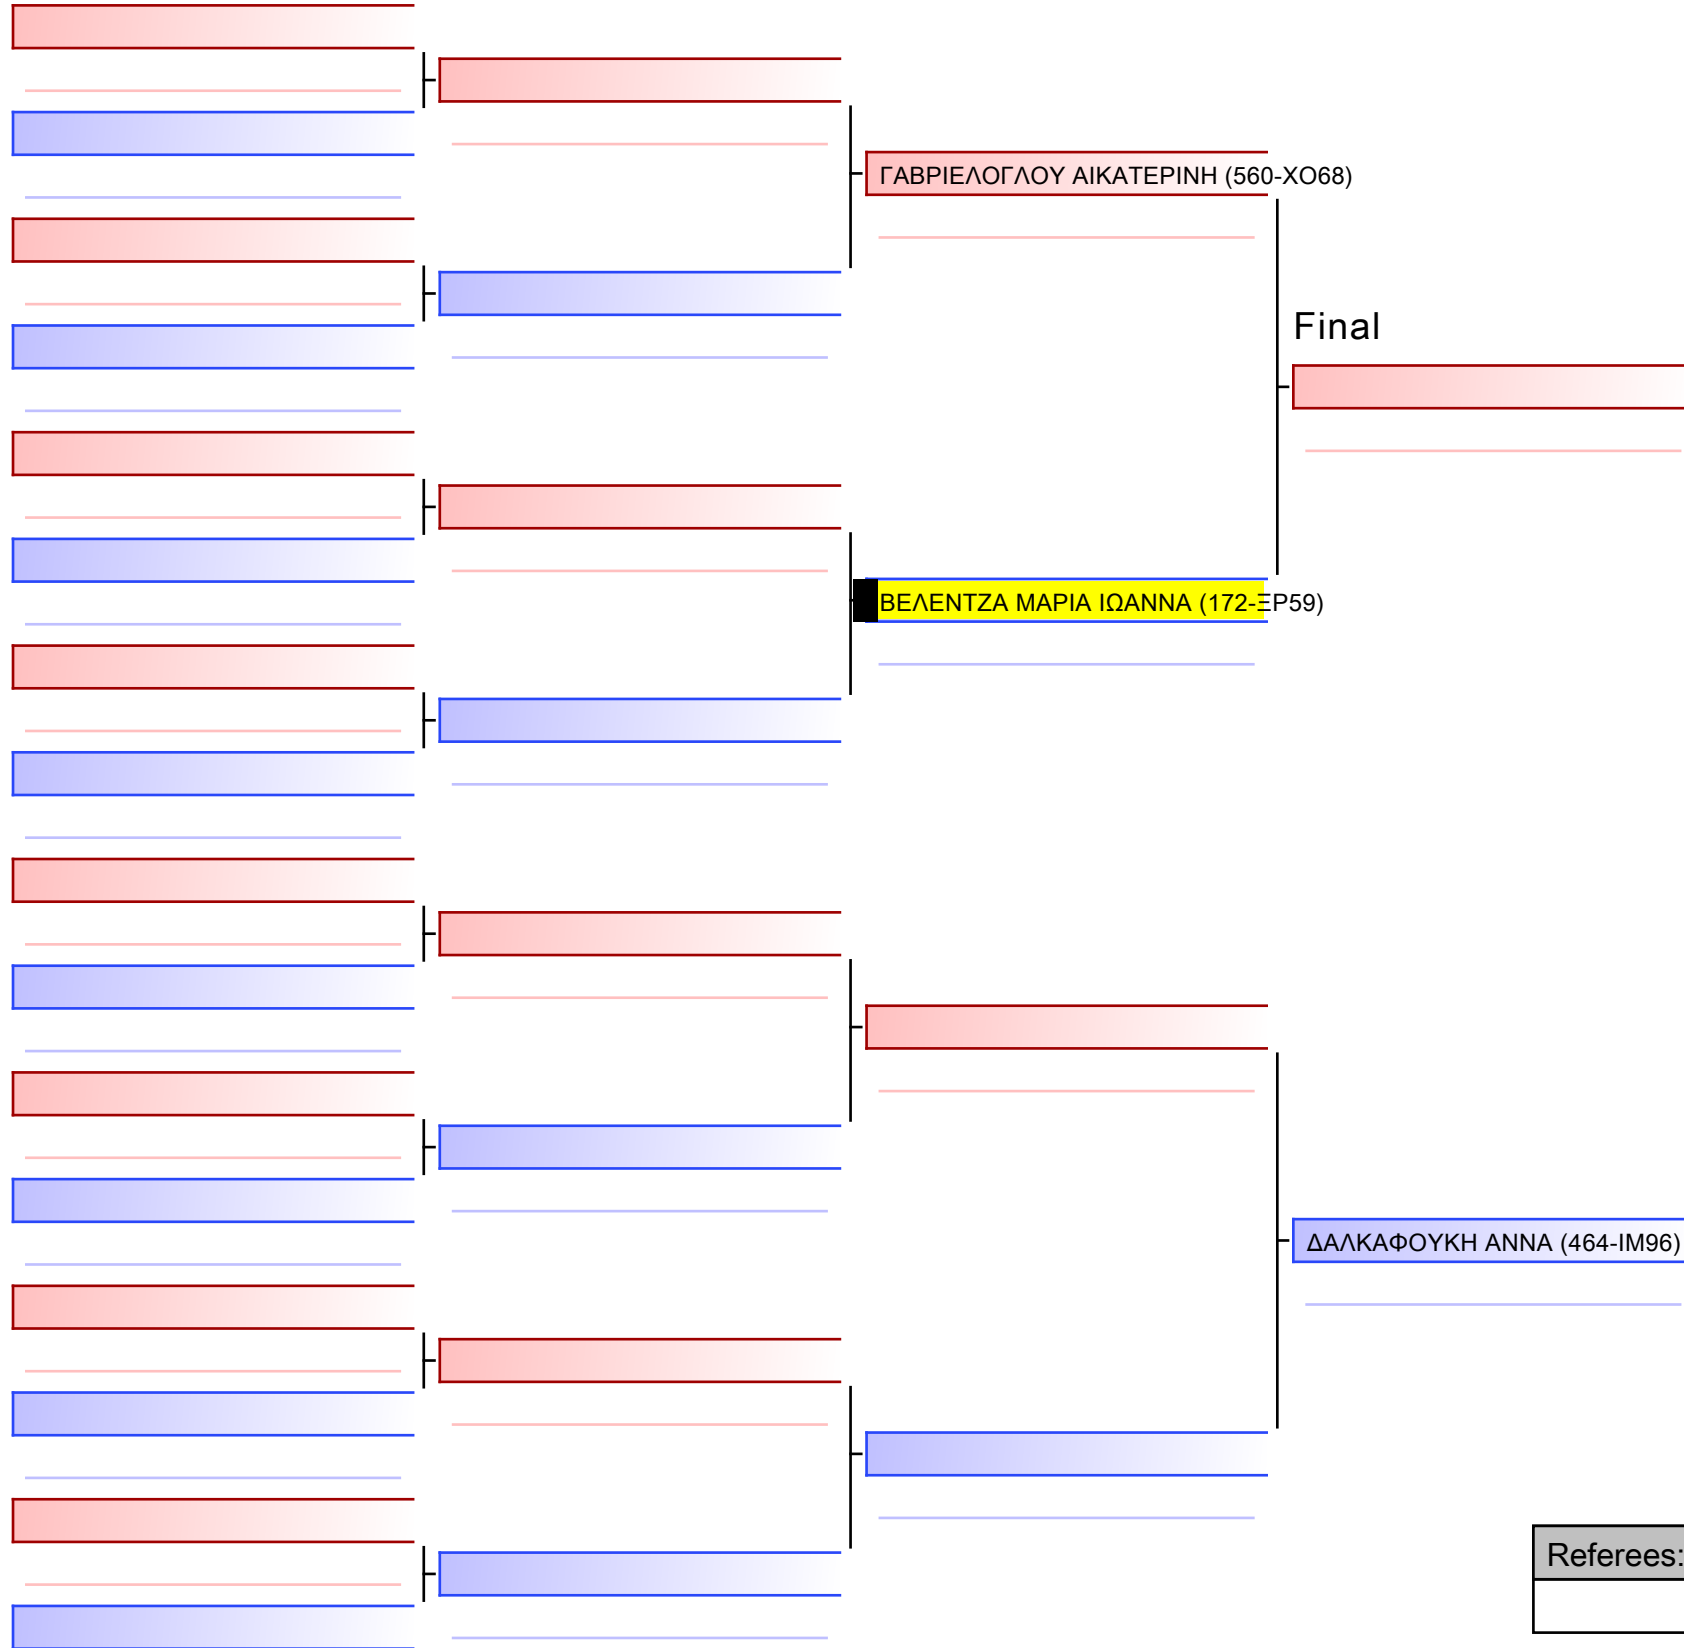 ΓΑΒΡΙΕΛΟΓΛΟΥ ΑΙΚΑΤΕΡΙΝΗ (560-ΧΟ68)
Final
ΒΕΛΕΝΤΖΑ ΜΑΡΙΑ ΙΩΑΝΝΑ (172-ΞΡ59)
ΔΑΛΚΑΦΟΥΚΗ ΑΝΝΑ (464-ΙΜ96)
Referees: